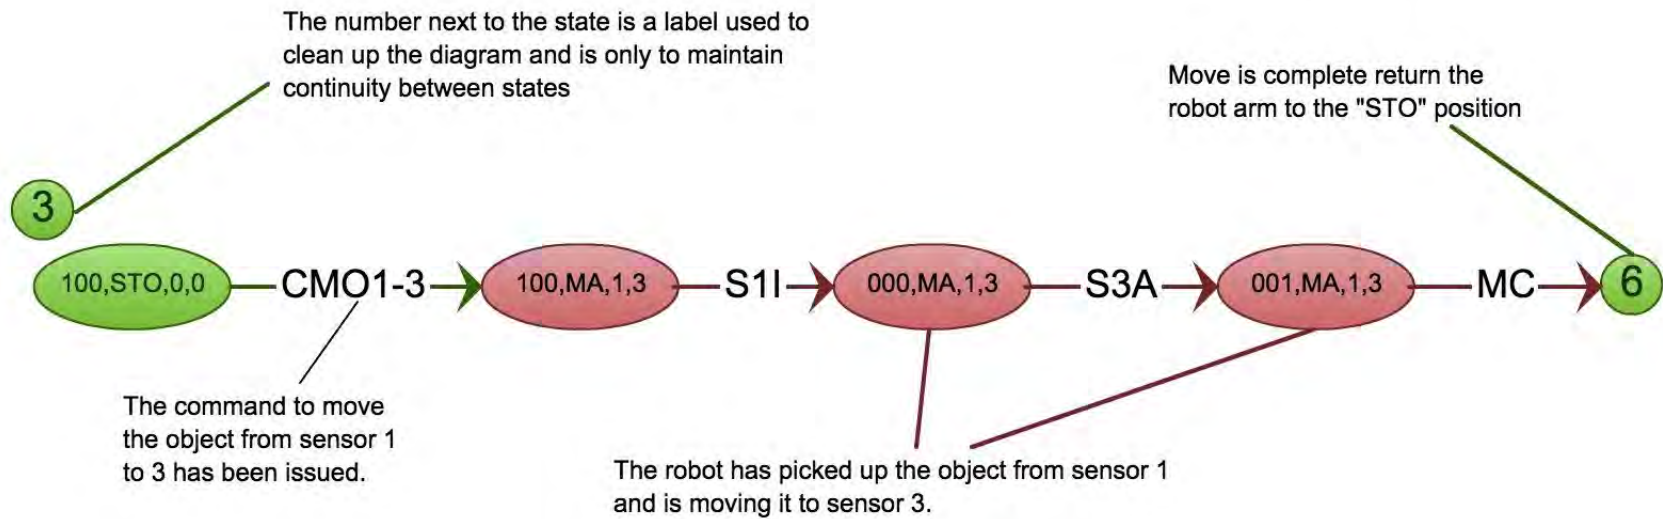 The number next to the state is a label used to
clean up the diagram and is only to maintain
continuity between states
Move is complete return the
robot arm to the "STO" position
3
100,STO,0,0
CMO1-3
100,MA,1,3
S1I
000,MA,1,3
S3A
001,MA,1,3
MC
6
The command to move
the object from sensor 1
to 3 has been issued.
The robot has picked up the object from sensor 1
and is moving it to sensor 3.